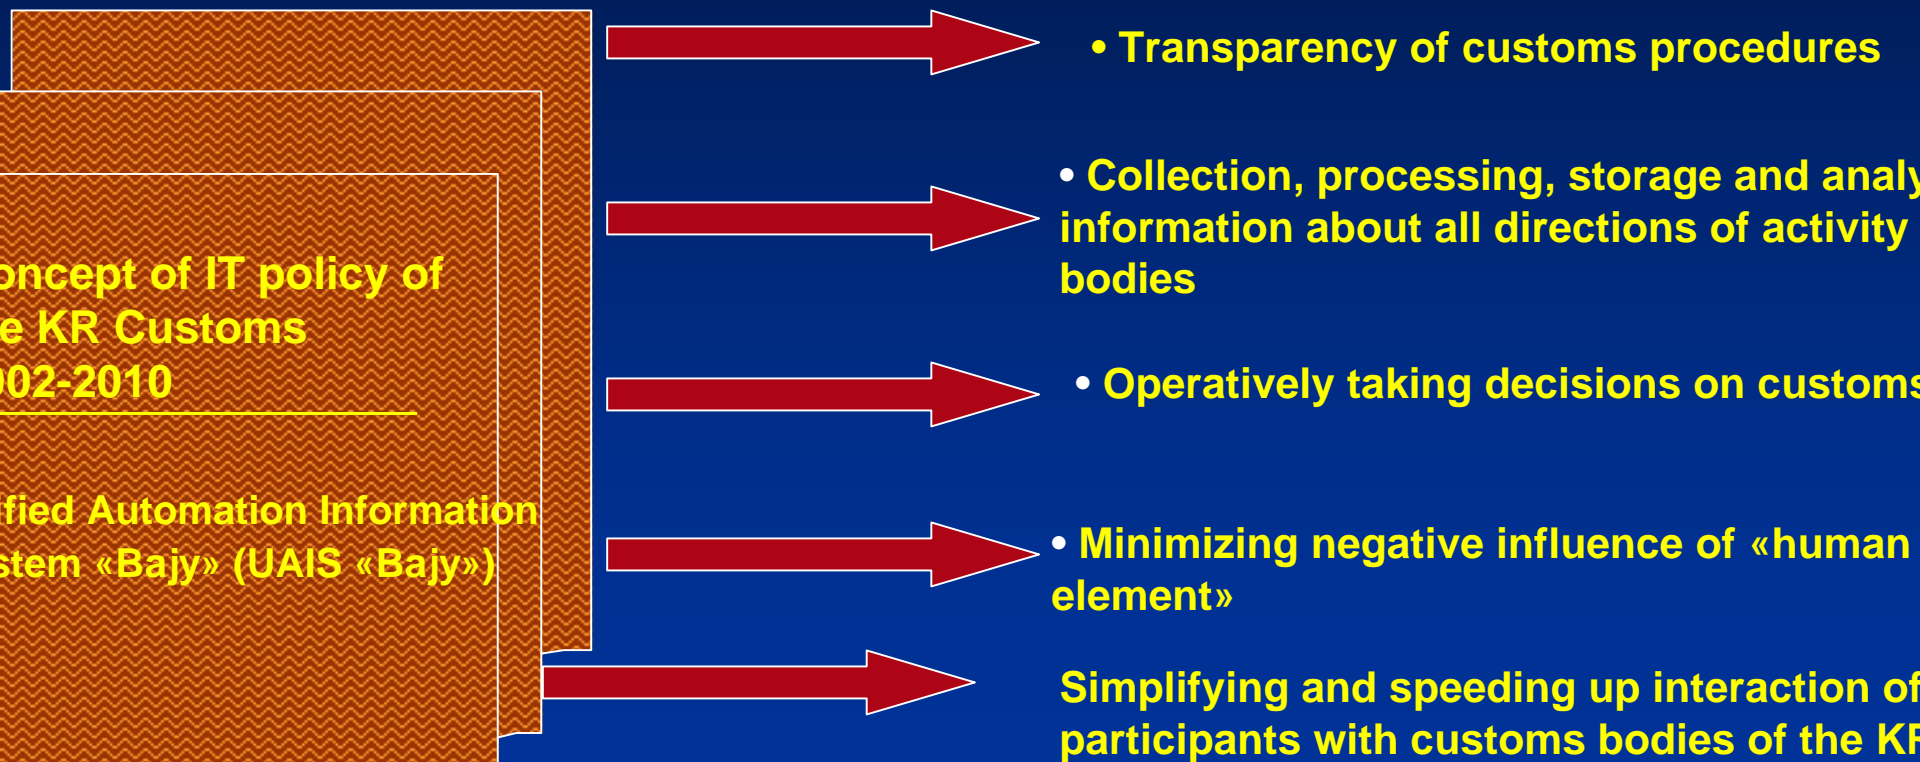 oncept of IT policy of
e KR Customs
002-2010
ified Automation Information
stem «Bajy» (UAIS «Bajy»)
• Transparency of customs procedures
• Collection, processing, storage and analy
information about all directions of activity
bodies
• Operatively taking decisions on customs
• Minimizing negative influence of «human
element»
Simplifying and speeding up interaction of
participants with customs bodies of the KR